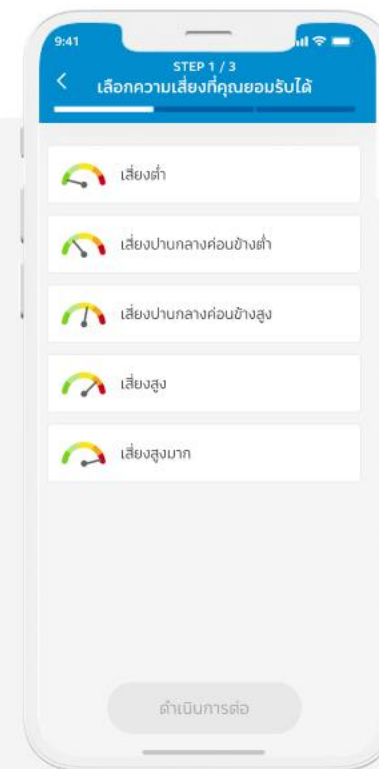 9:41
STEP 1 / 3
เลือกความเสี่ยงที่คุณยอมรับได้
เสี่ยงต่ำ
เสี่ยงปานกลางค่อนข้างต่ำ
เสี่ยงปานกลางค่อนข้างสูง
เสี่ยงสูง
เสี่ยงสูงมาก
ดำเนินการต่อ